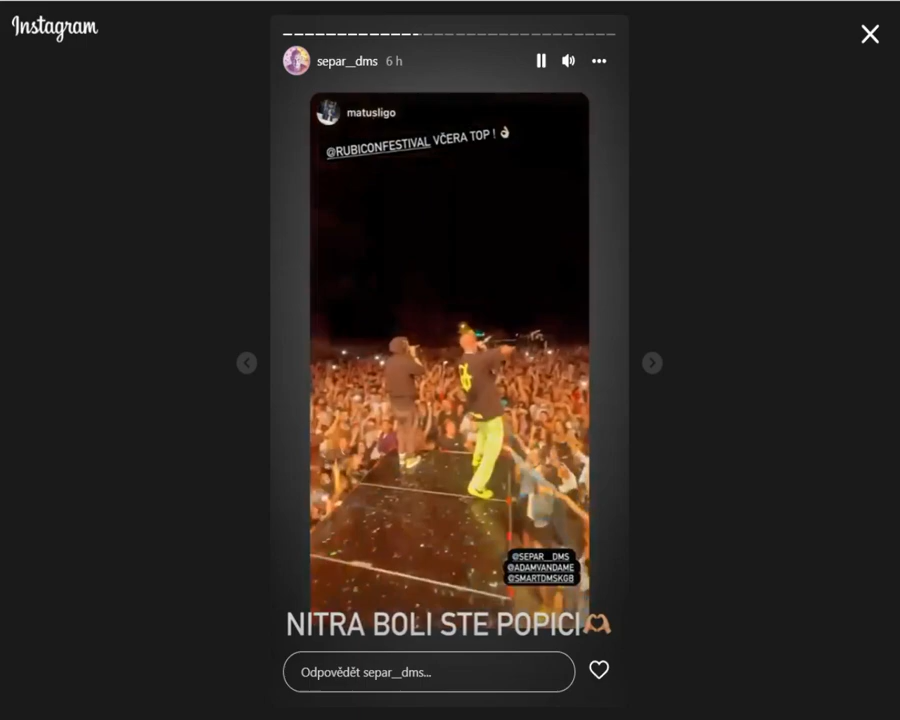 Instagram
separ__dms 6 h
matusligo
@RUBICONFESTIVAL VČERA TOP ! 👌🏻
@SEPAR__DMS
@ADAMVANDAME
@SMARTDMSKGB
NITRA BOLI STE POPICI🫶🏽
Odpovědět separ__dms...